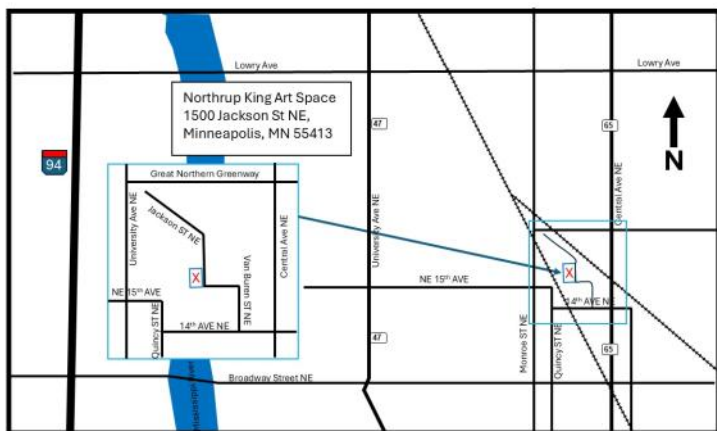 Lowry Ave
Lowry Ave
Northrup King Art Space
1500 Jackson St NE,
Minneapolis, MN 55413
47
65
N
94
Great Northern Greenway
University Ave NE
Jackson ST NE
Central Ave NE
Van Buren ST NE
X
NE 15th AVE
Quincy ST NE
14th AVE NE
University Ave NE
Central Ave NE
X
NE 15th AVE
14th AVE NE
47
65
Monroe ST NE
Quincy ST NE
Broadway Street NE
Mississippi River